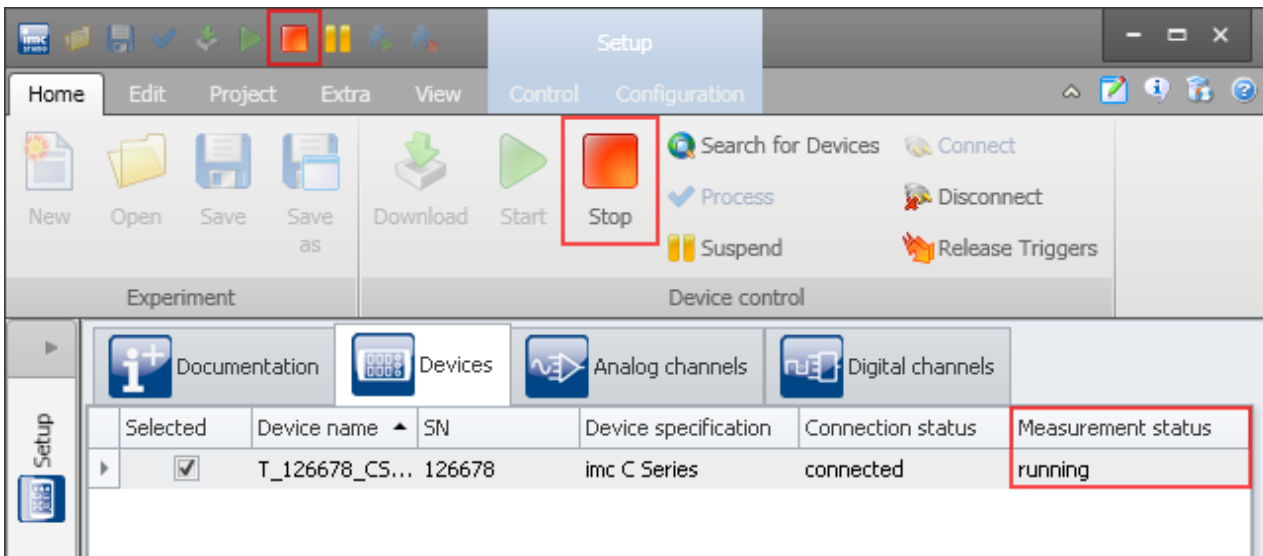 imc
STUDIO
Setup
Home Edit Project Extra View Control Configuration
New Open Save Save as Download Start Stop
Search for Devices Connect
Process Disconnect
Suspend Release Triggers
Experiment Device control
Setup
Documentation Devices Analog channels Digital channels
Selected Device name SN Device specification Connection status Measurement status
T_126678_CS... 126678 imc C Series connected running